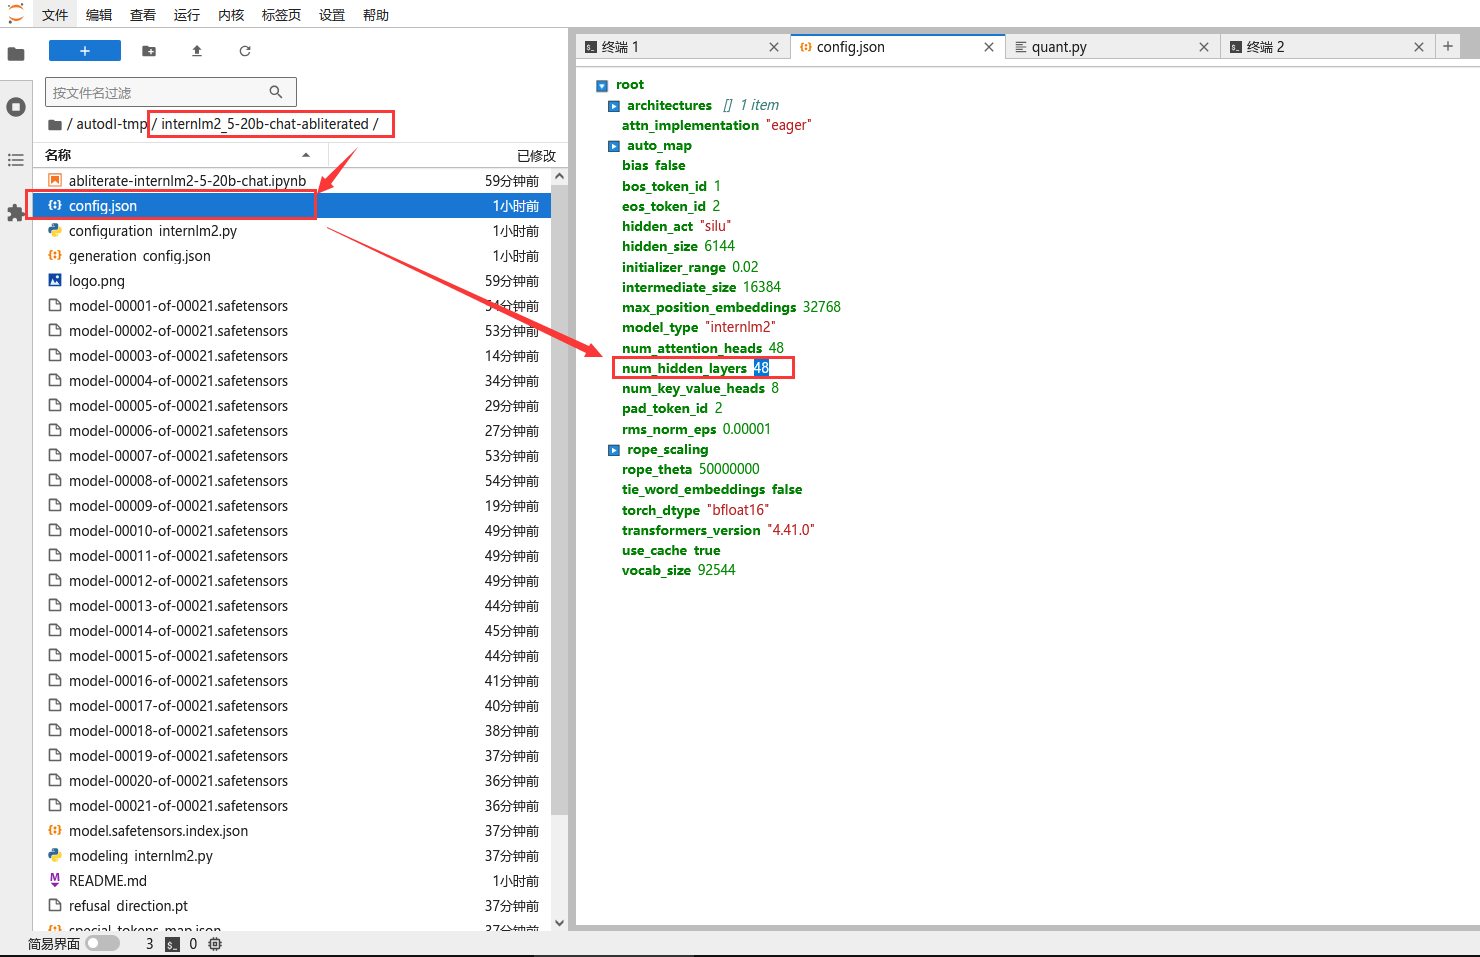 文件 编辑 查看 运行 内核 标签页 设置 帮助
按文件名过滤
/ autodl-tmp / internlm2_5-20b-chat-abliterated /
名称 已修改
abliterate-internlm2-5-20b-chat.ipynb 59分钟前
config.json 1小时前
configuration_internlm2.py 1小时前
generation_config.json 1小时前
logo.png 59分钟前
model-00001-of-00021.safetensors 54分钟前
model-00002-of-00021.safetensors 53分钟前
model-00003-of-00021.safetensors 14分钟前
model-00004-of-00021.safetensors 34分钟前
model-00005-of-00021.safetensors 29分钟前
model-00006-of-00021.safetensors 27分钟前
model-00007-of-00021.safetensors 53分钟前
model-00008-of-00021.safetensors 54分钟前
model-00009-of-00021.safetensors 19分钟前
model-00010-of-00021.safetensors 49分钟前
model-00011-of-00021.safetensors 49分钟前
model-00012-of-00021.safetensors 49分钟前
model-00013-of-00021.safetensors 44分钟前
model-00014-of-00021.safetensors 45分钟前
model-00015-of-00021.safetensors 44分钟前
model-00016-of-00021.safetensors 41分钟前
model-00017-of-00021.safetensors 40分钟前
model-00018-of-00021.safetensors 38分钟前
model-00019-of-00021.safetensors 37分钟前
model-00020-of-00021.safetensors 36分钟前
model-00021-of-00021.safetensors 36分钟前
model.safetensors.index.json 37分钟前
modeling_internlm2.py 37分钟前
README.md 1小时前
refusal_direction.pt 37分钟前
special_tokens_map.json 37分钟前
终端 1 config.json quant.py 终端 2
root
architectures [] 1 item
attn_implementation "eager"
auto_map
bias false
bos_token_id 1
eos_token_id 2
hidden_act "silu"
hidden_size 6144
initializer_range 0.02
intermediate_size 16384
max_position_embeddings 32768
model_type "internlm2"
num_attention_heads 48
num_hidden_layers 48
num_key_value_heads 8
pad_token_id 2
rms_norm_eps 0.00001
rope_scaling
rope_theta 50000000
tie_word_embeddings false
torch_dtype "bfloat16"
transformers_version "4.41.0"
use_cache true
vocab_size 92544
简易界面 3 0